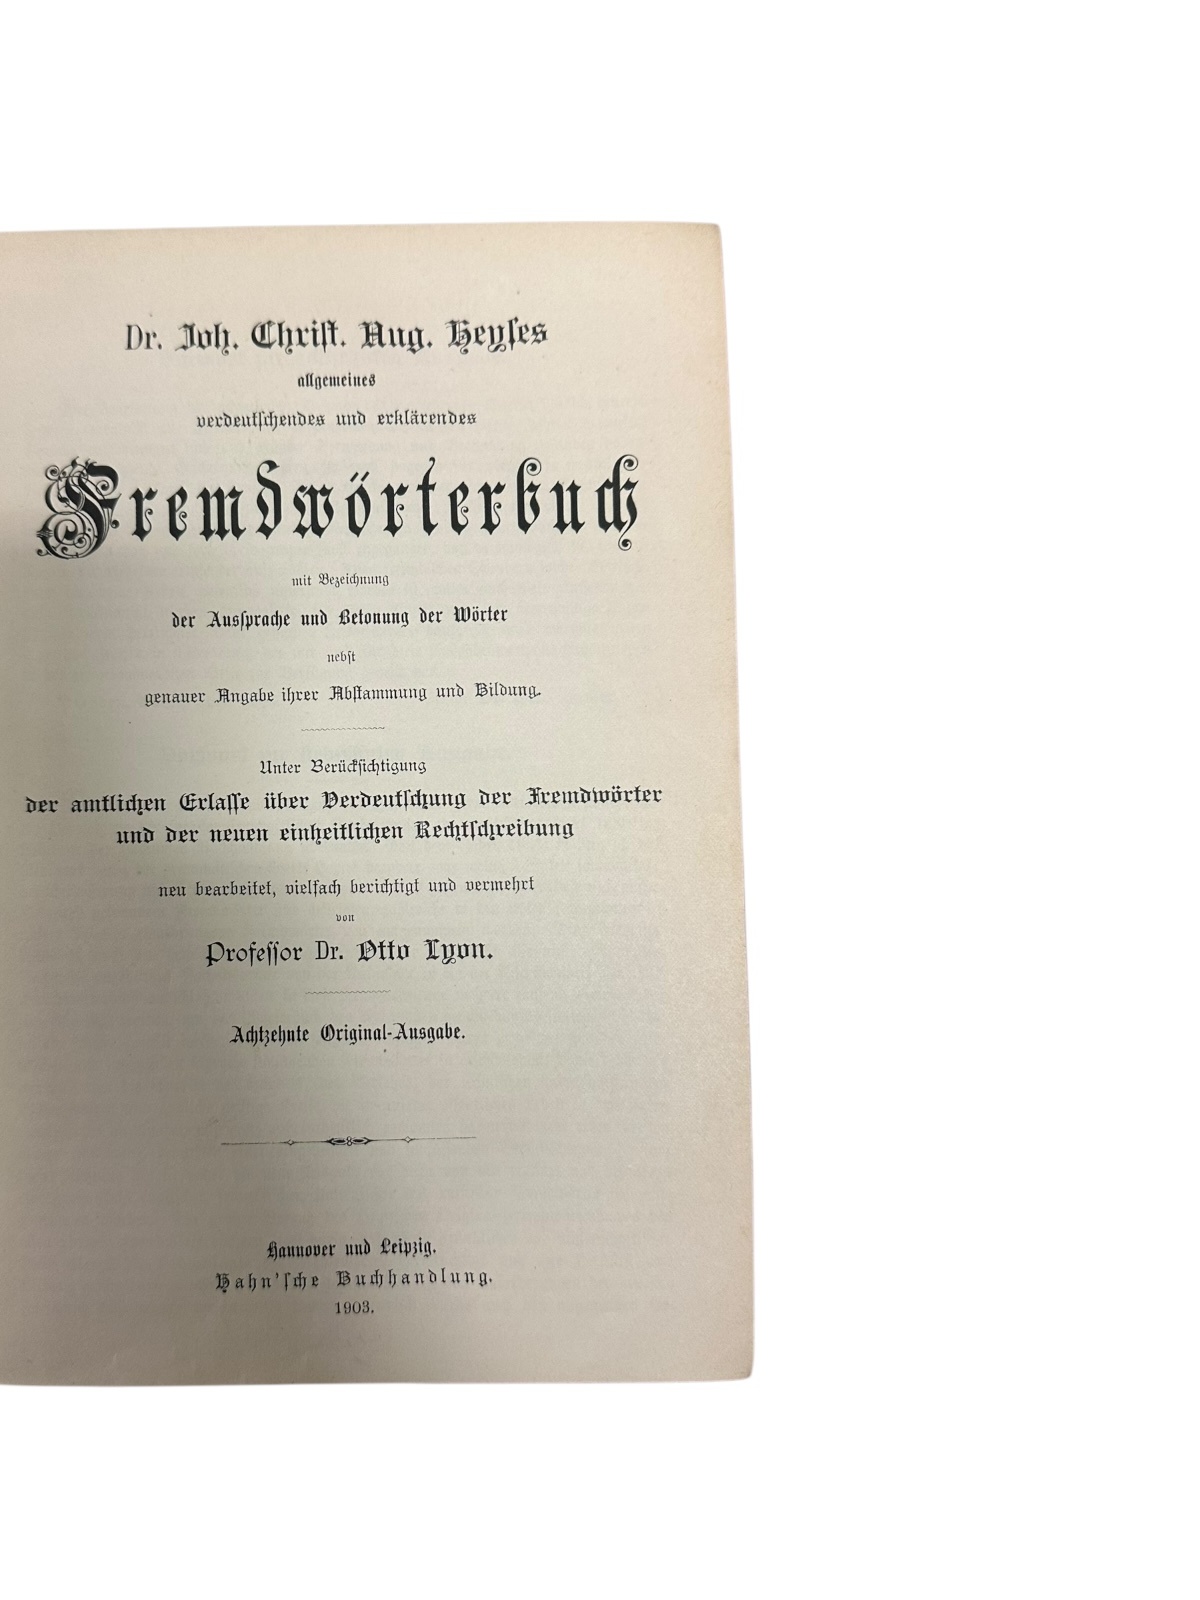 Dr. Joh. Christ. Aug. Heyses
allgemeines
verdeutschendes und erklärendes
Fremdwörterbuch
mit Bezeichnung
der Aussprache und Betonung der Wörter
nebst
genauer Angabe ihrer Abstammung und Bildung.
Unter Berücksichtigung
der amtlichen Erlasse über Verdeutschung der Fremdwörter
und der neuen einheitlichen Rechtschreibung
neu bearbeitet, vielfach berichtigt und vermehrt
von
Professor Dr. Otto Lyon.
Achtzehnte Original-Ausgabe.
Hannover und Leipzig.
Hahn'sche Buchhandlung.
1903.